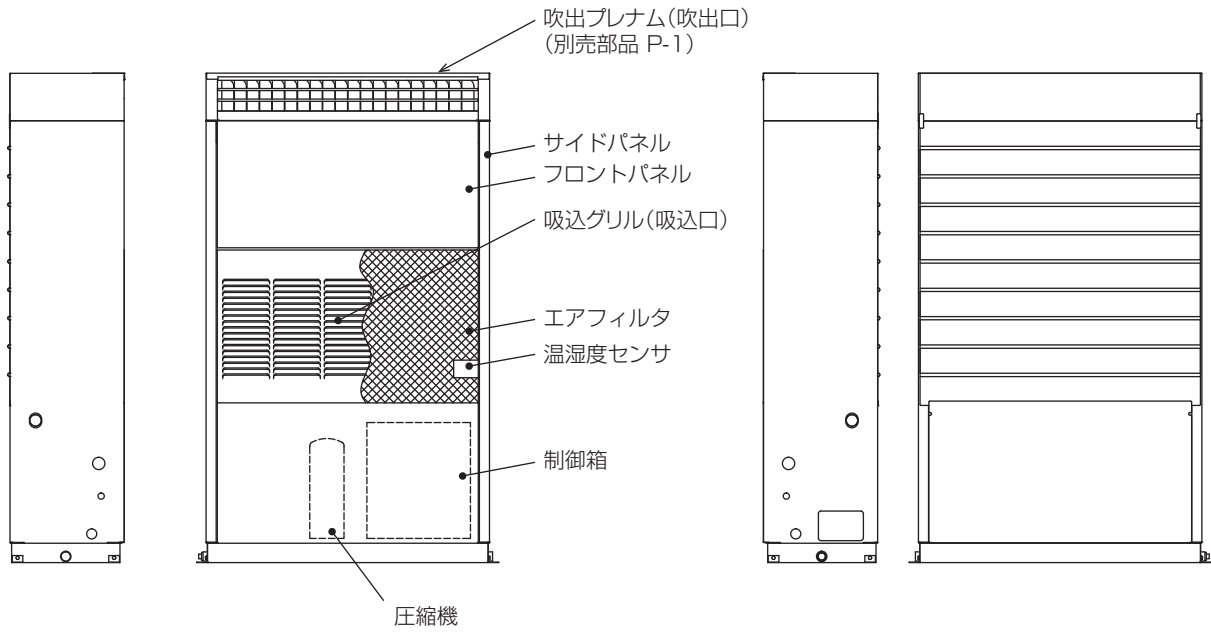 吹出プレナム（吹出口）
（別売部品 P-1）
サイドパネル
フロントパネル
吸込グリル（吸込口）
エアフィルタ
温湿度センサ
制御箱
圧縮機